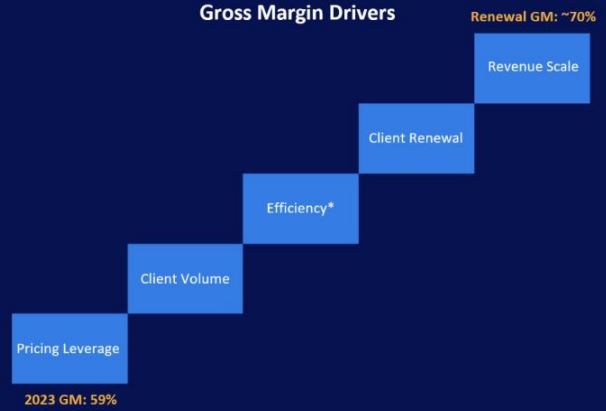 Gross Margin Drivers
Renewal GM: ~70%
Revenue Scale
Client Renewal
Efficiency*
Client Volume
Pricing Leverage
2023 GM: 59%